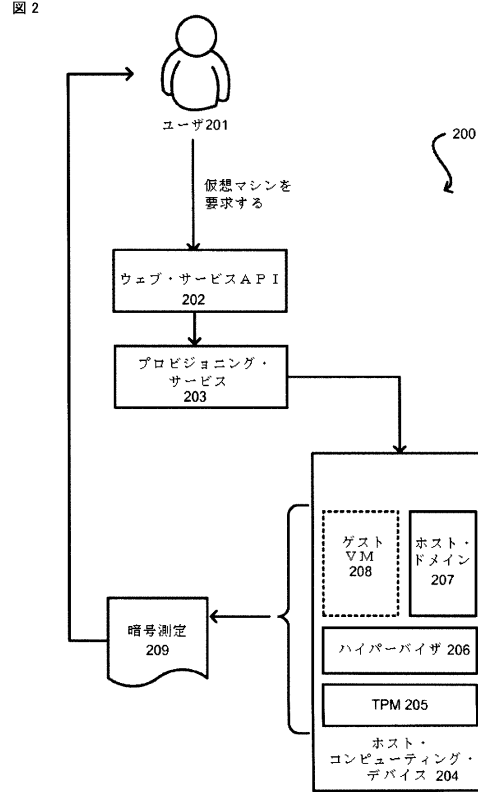 図 2
ユーザ201
200
仮想マシンを
要求する
ウェブ・サービスＡＰＩ
202
プロビジョニング・
サービス
203
ゲスト
ＶＭ
208
ホスト・
ドメイン
207
暗号測定
209
ハイパーバイザ 206
TPM 205
ホスト・
コンピューティング・
デバイス 204